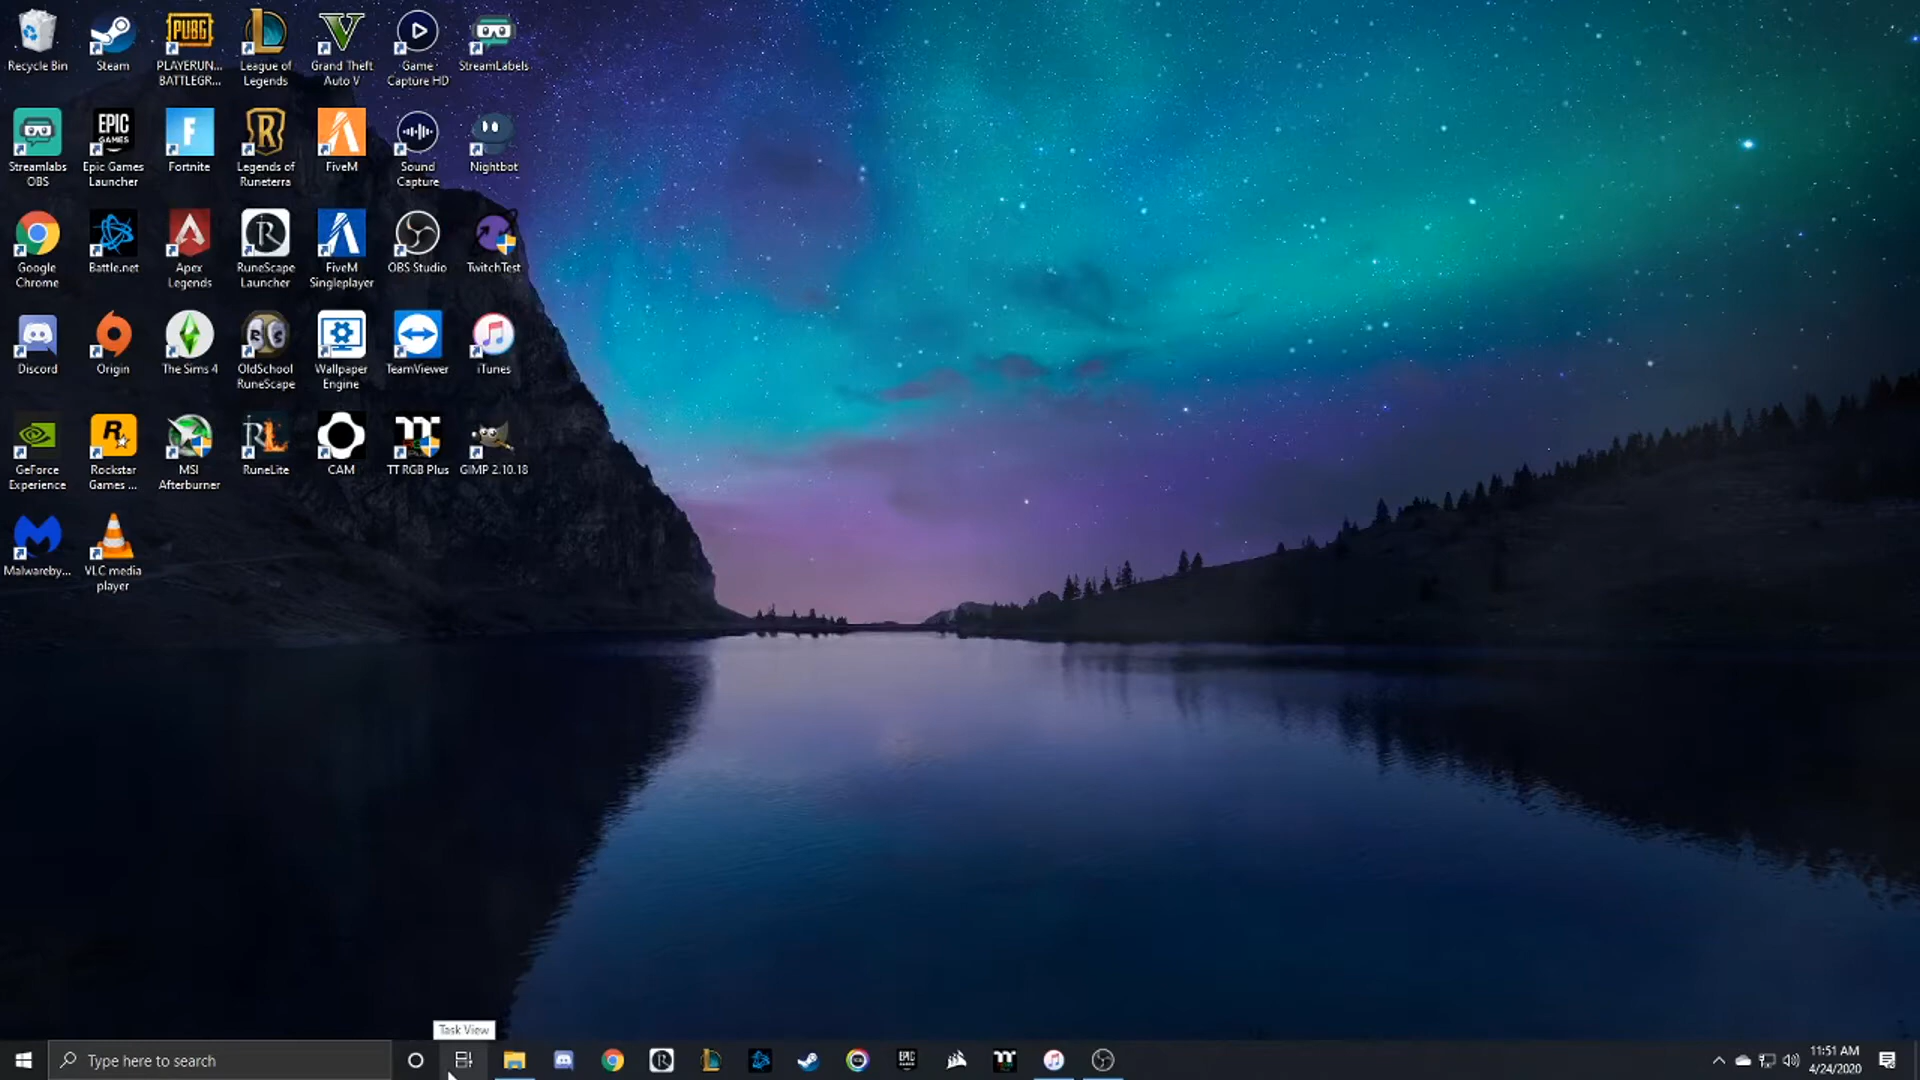 Recycle Bin
Steam
PLAYERUN...
BATTLEGR...
League of
Legends
Grand Theft
Auto V
Game
Capture HD
StreamLabels
Streamlabs
OBS
Epic Games
Launcher
Fortnite
Legends of
Runeterra
FiveM
Sound
Capture
Nightbot
Google
Chrome
Battle.net
Apex
Legends
RuneScape
Launcher
FiveM
Singleplayer
OBS Studio
TwitchTest
Discord
Origin
The Sims 4
OldSchool
RuneScape
Wallpaper
Engine
TeamViewer
iTunes
GeForce
Experience
Rockstar
Games ...
MSI
Afterburner
RuneLite
CAM
TT RGB Plus
GIMP 2.10.18
Malwareby...
VLC media
player
PUBG
EPIC
GAMES
Task View
Type here to search
EPIC
11:51 AM
4/24/2020